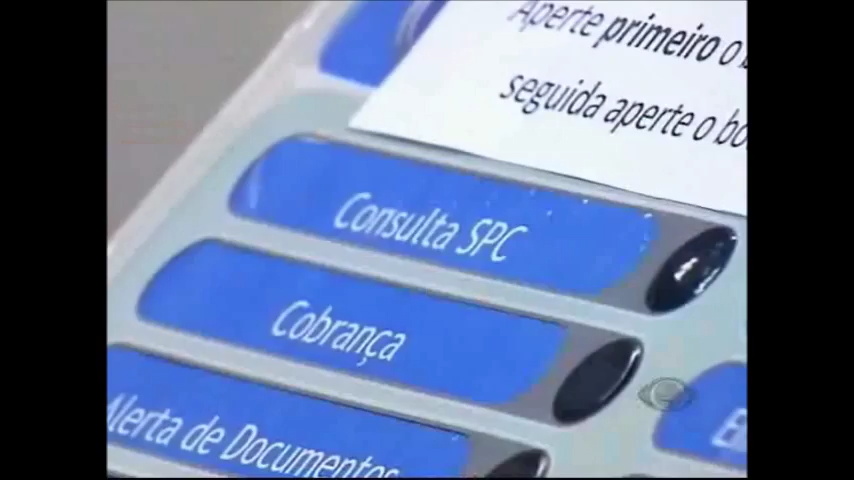 Aperte primeiro o
seguida aperte o
Consulta SPC
Cobrança
Alerta de Documentos